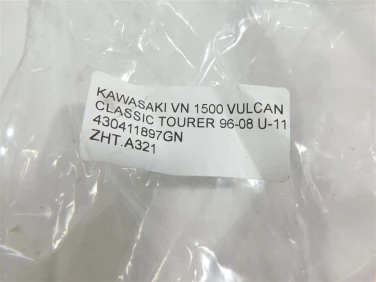 KAWASAKI VN 1500 VULCAN
CLASSIC TOURER 96-08 U-11
430411897GN
ZHT.A321